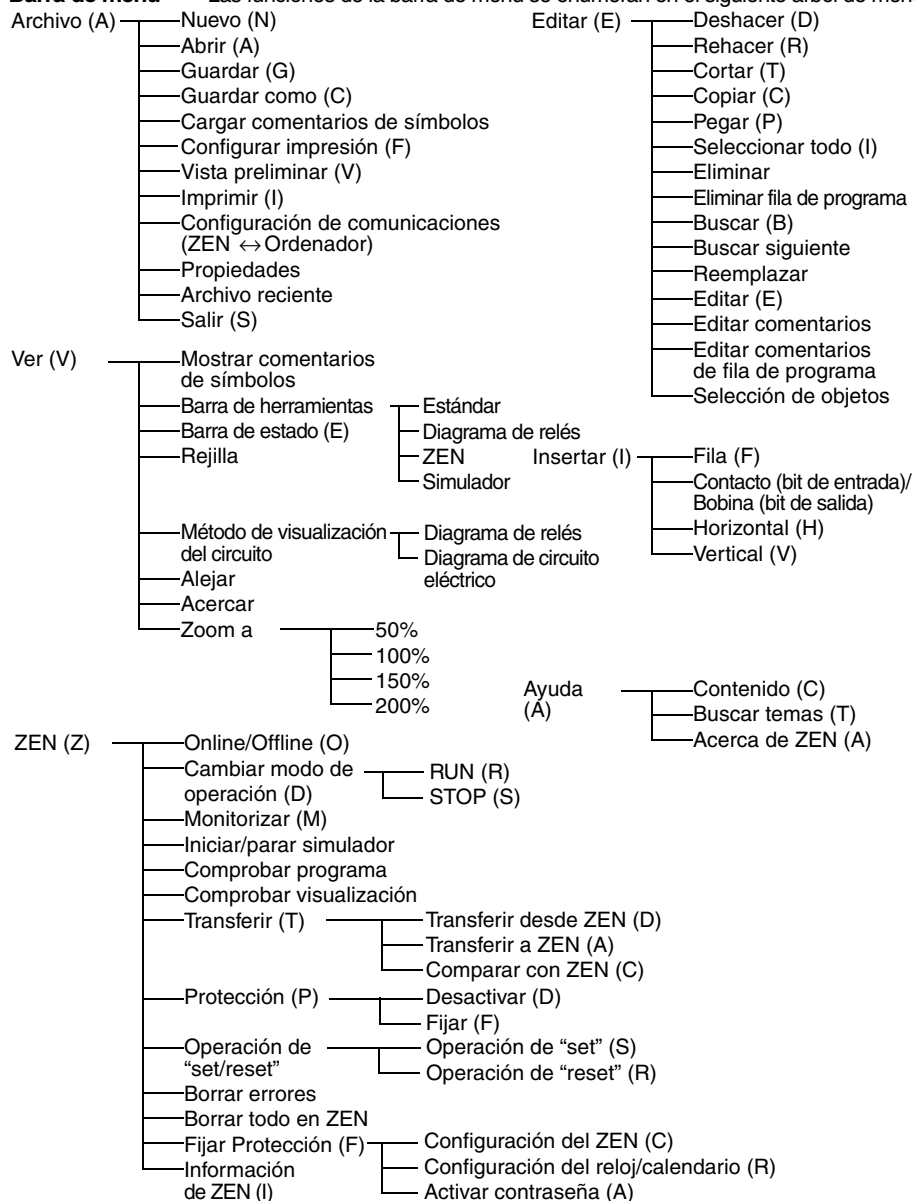 Barra de menú Las funciones de la barra de menú se enumeran en el siguiente árbol de menú
Archivo (A)
Nuevo (N)
Abrir (A)
Guardar (G)
Guardar como (C)
Cargar comentarios de símbolos
Configurar impresión (F)
Vista preliminar (V)
Imprimir (I)
Configuración de comunicaciones
(ZEN ↔ Ordenador)
Propiedades
Archivo reciente
Salir (S)
Editar (E)
Deshacer (D)
Rehacer (R)
Cortar (T)
Copiar (C)
Pegar (P)
Seleccionar todo (I)
Eliminar
Eliminar fila de programa
Buscar (B)
Buscar siguiente
Reemplazar
Editar (E)
Editar comentarios
Editar comentarios
de fila de programa
Selección de objetos
Ver (V)
Mostrar comentarios
de símbolos
Barra de herramientas
Estándar
Diagrama de relés
ZEN
Simulador
Barra de estado (E)
Rejilla
Método de visualización
del circuito
Diagrama de relés
Diagrama de circuito
eléctrico
Alejar
Acercar
Zoom a
50%
100%
150%
200%
Insertar (I)
Fila (F)
Contacto (bit de entrada)/
Bobina (bit de salida)
Horizontal (H)
Vertical (V)
Ayuda
(A)
Contenido (C)
Buscar temas (T)
Acerca de ZEN (A)
ZEN (Z)
Online/Offline (O)
Cambiar modo de
operación (D)
RUN (R)
STOP (S)
Monitorizar (M)
Iniciar/parar simulador
Comprobar programa
Comprobar visualización
Transferir (T)
Transferir desde ZEN (D)
Transferir a ZEN (A)
Comparar con ZEN (C)
Protección (P)
Desactivar (D)
Fijar (F)
Operación de
“set/reset”
Operación de “set” (S)
Operación de “reset” (R)
Borrar errores
Borrar todo en ZEN
Fijar Protección (F)
Configuración del ZEN (C)
Configuración del reloj/calendario (R)
Activar contraseña (A)
Información
de ZEN (I)